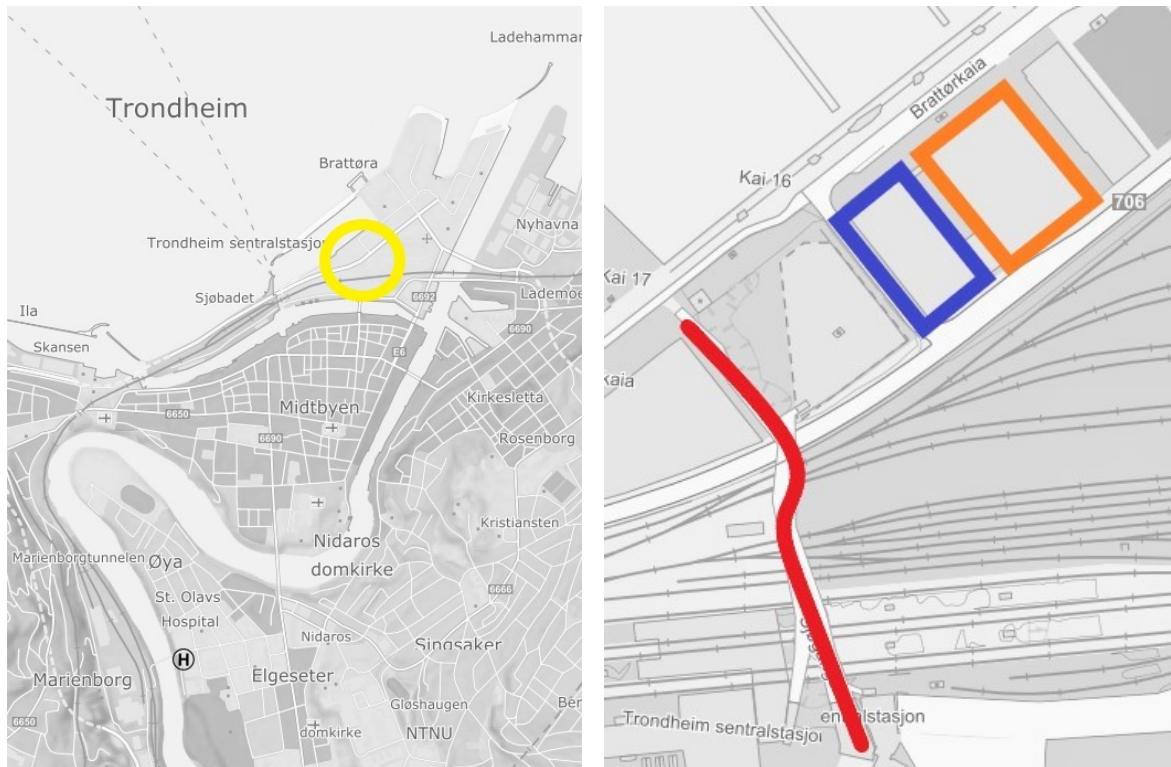 Ladehammar
Trondheim
Brattøra
Nyhavna
Trondheim sentralstasjon
Sjøbadet
6692
Lademoe
Ila
Skansen
6690
E6
Kirkesletta
6650
Midtbyen
6690
Rosenborg
Kristiansten
Nidaros
domkirke
Marienborgtunnelen
Øya
6666
St. Olavs
Hospital
Nidaros
Singsaker
H
Elgeseter
Marienborg
Gløshaugen
Ber
6650
domkirke
NTNU
Brattørkaia
Kai 16
706
Kai 17
kaia
Trondheim sentralstasjon
entralstasjon